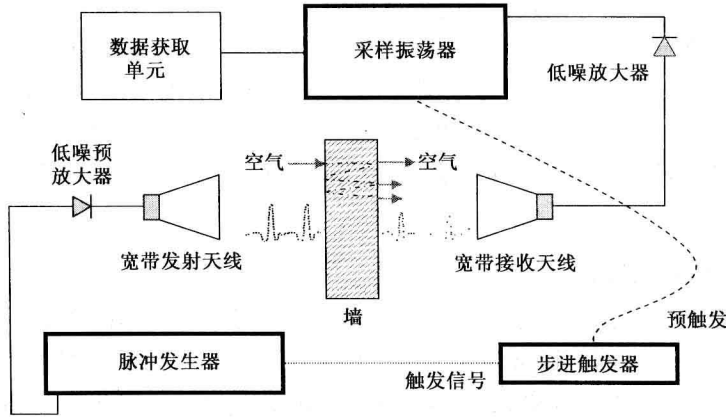 数据获取
单元
采样振荡器
低噪放大器
低噪预
放大器
空气
空气
宽带发射天线
宽带接收天线
墙
预触发
脉冲发生器
触发信号
步进触发器